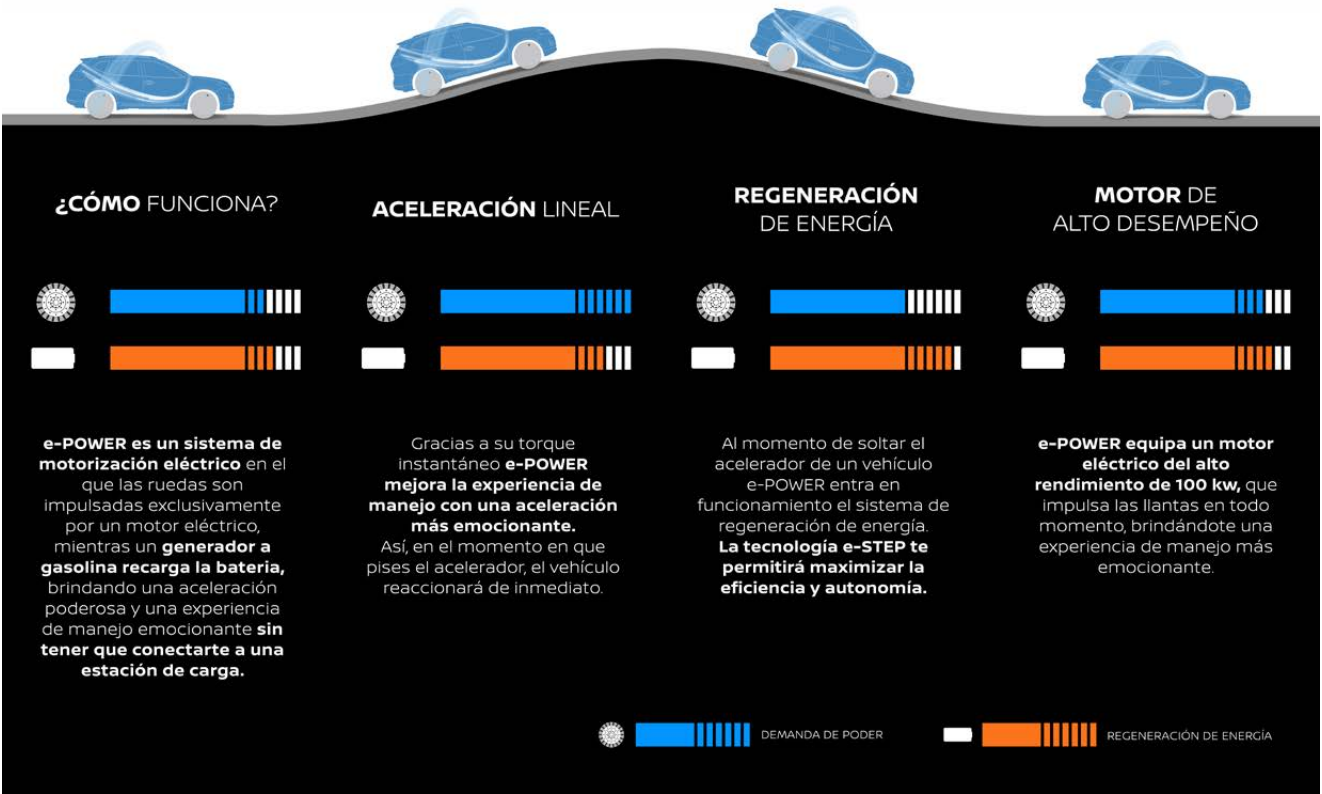 ¿CÓMO FUNCIONA?
e-POWER es un sistema de
motorización eléctrico en el
que las ruedas son
impulsadas exclusivamente
por un motor eléctrico,
mientras un generador a
gasolina recarga la bateria,
brindando una aceleración
poderosa y una experiencia
de manejo emocionante sin
tener que conectarte a una
estación de carga.
ACELERACIÓN LINEAL
Gracias a su torque
instantáneo e-POWER
mejora la experiencia de
manejo con una aceleración
más emocionante.
Así, en el momento en que
pises el acelerador, el vehículo
reaccionará de inmediato.
REGENERACIÓN
DE ENERGÍA
Al momento de soltar el
acelerador de un vehículo
e-POWER entra en
funcionamiento el sistema de
regeneración de energía.
La tecnología e-STEP te
permitirá maximizar la
eficiencia y autonomía.
MOTOR DE
ALTO DESEMPEÑO
e-POWER equipa un motor
eléctrico del alto
rendimiento de 100 kw, que
impulsa las llantas en todo
momento, brindándote una
experiencia de manejo más
emocionante.
DEMANDA DE PODER
REGENERACIÓN DE ENERGÍA